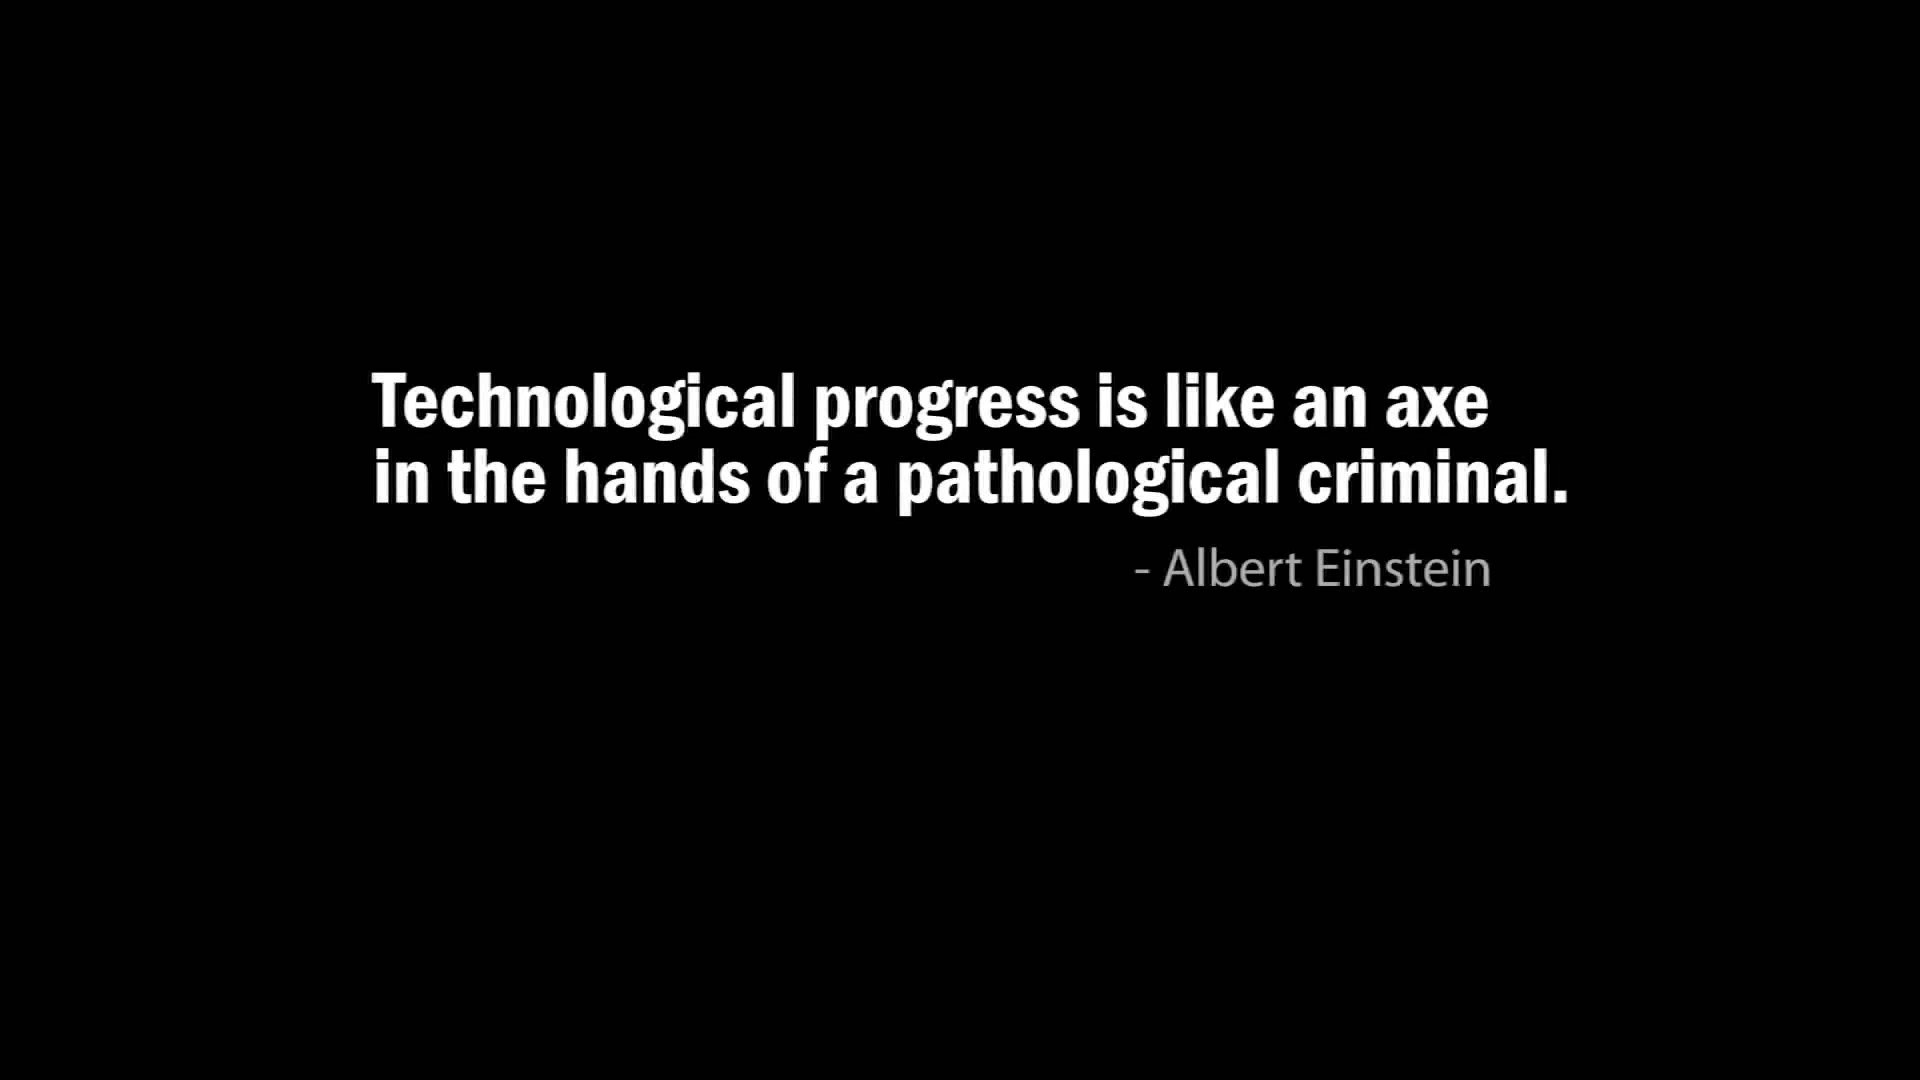 Technological progress is like an axe
in the hands of a pathological criminal.
- Albert Einstein